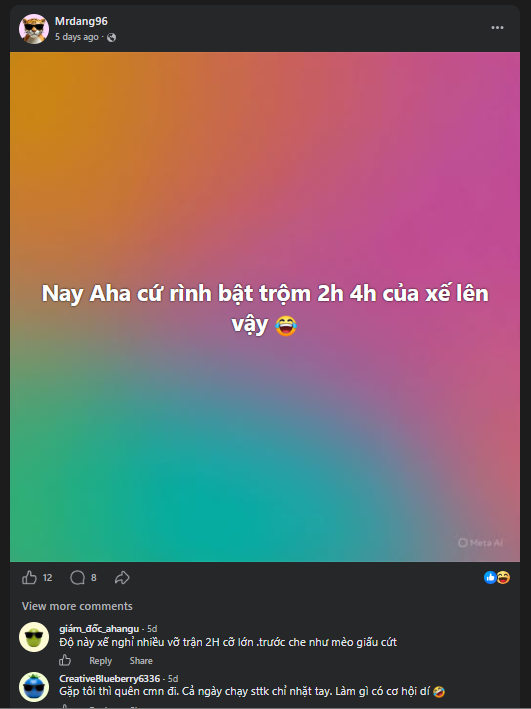 Mrdang96
5 days ago ·
Nay Aha cứ rình bật trộm 2h 4h của xế lên
vậy 😂
Meta AI
12 8
View more comments
giám_đốc_ahangu · 5d
Độ này xế nghỉ nhiều vỡ trận 2H cỡ lớn .trước che như mèo giấu cứt
Reply Share
CreativeBlueberry6336 · 5d
Gặp tôi thì quên cmn đi. Cả ngày chạy sttk chỉ nhặt tay. Làm gì có cơ hội dí 🤣